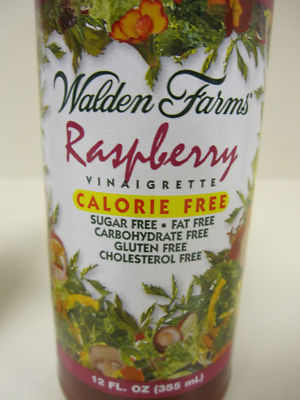 Walden Farms
Raspberry
VINAIGRETTE
CALORIE FREE
SUGAR FREE • FAT FREE
CARBOHYDRATE FREE
GLUTEN FREE
CHOLESTEROL FREE
12 FL. OZ (355 mL)